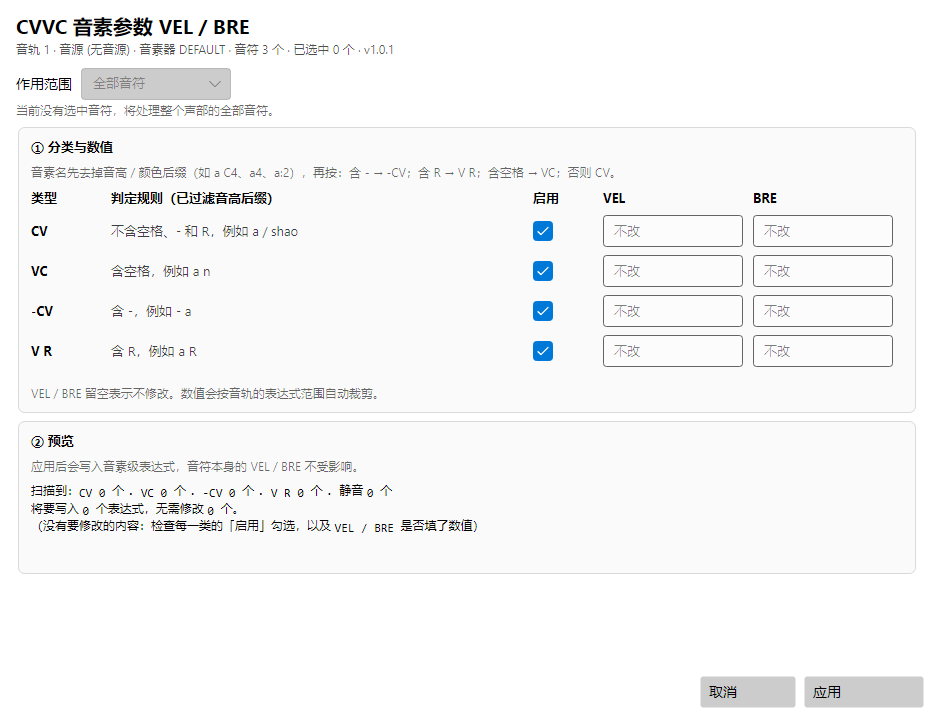 CVVC 音素参数 VEL / BRE
音轨 1 · 音源 (无音源) · 音素器 DEFAULT · 音符 3 个 · 已选中 0 个 · v1.0.1
作用范围 全部音符
当前没有选中音符，将处理整个声部的全部音符。
① 分类与数值
音素名先去掉音高 / 颜色后缀（如 a C4、a4、a:2），再按：含 - → -CV；含 R → V R；含空格 → VC；否则 CV。
类型 判定规则（已过滤音高后缀） 启用 VEL BRE
CV 不含空格、- 和 R，例如 a / shao 不改 不改
VC 含空格，例如 a n 不改 不改
-CV 含 -，例如 - a 不改 不改
V R 含 R，例如 a R 不改 不改
VEL / BRE 留空表示不修改。数值会按音轨的表达式范围自动裁剪。
② 预览
应用后会写入音素级表达式，音符本身的 VEL / BRE 不受影响。
扫描到：CV 0 个 · VC 0 个 · -CV 0 个 · V R 0 个 · 静音 0 个
将要写入 0 个表达式，无需修改 0 个。
（没有要修改的内容：检查每一类的「启用」勾选，以及 VEL / BRE 是否填了数值）
取消 应用